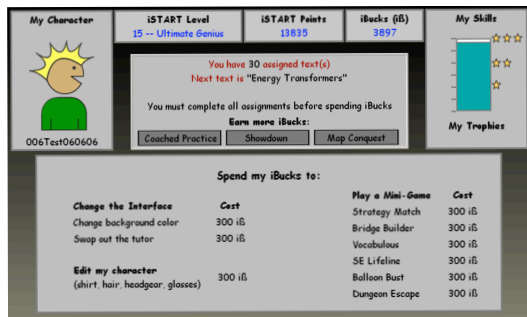 My Character
iSTART Level
15 -- Ultimate Genius
iSTART Points
13835
iBucks (iß)
3897
My Skills
You have 30 assigned text(s)
Next text is "Energy Transformers"
You must complete all assignments before spending iBucks
Earn more iBucks:
Coached Practice
Showdown
Map Conquest
006Test060606
My Trophies
Spend my iBucks to:
Change the Interface Cost
Change background color 300 iß
Swap out the tutor 300 iß
Edit my character
(shirt, hair, headgear, glasses) 300 iß
Play a Mini-Game Cost
Strategy Match 300 iß
Bridge Builder 300 iß
Vocabulous 300 iß
SE Lifeline 300 iß
Balloon Bust 300 iß
Dungeon Escape 300 iß